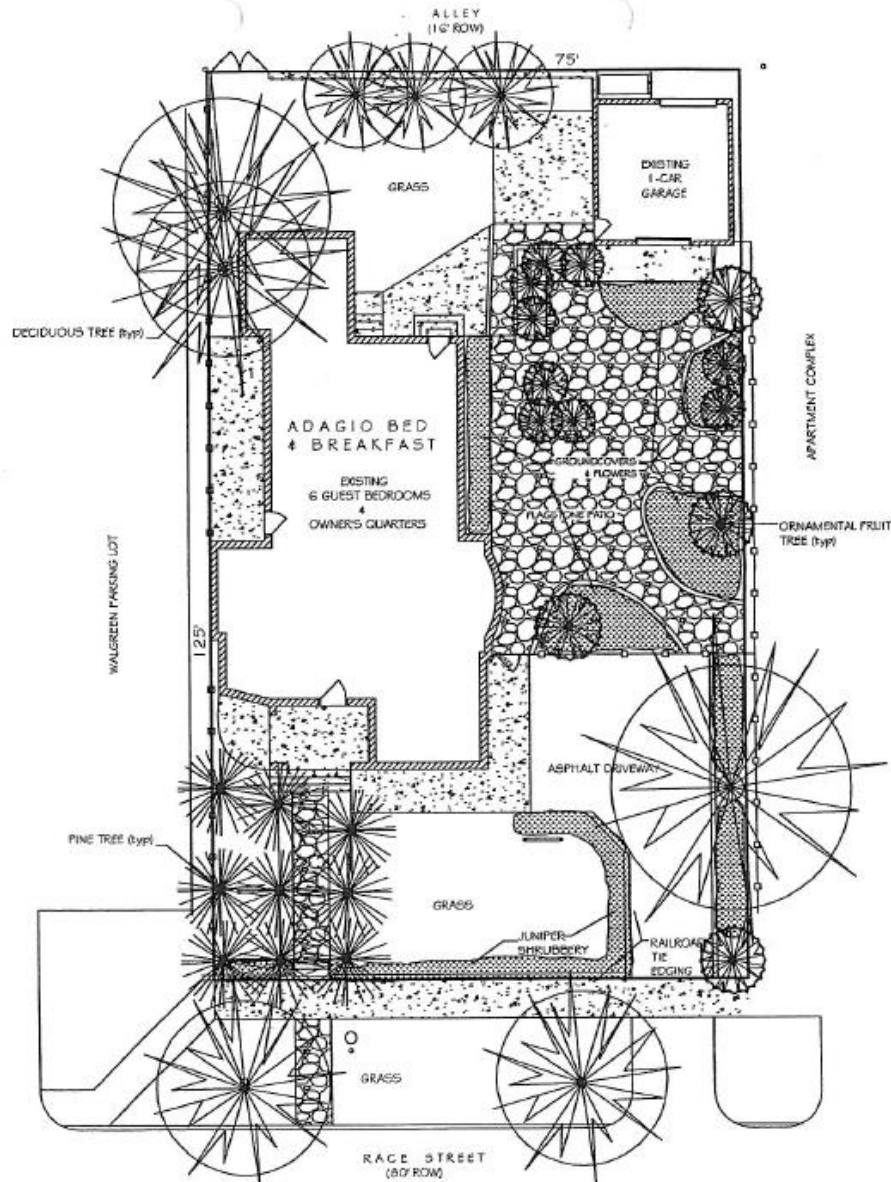 ALLEY
(16' ROW)
75'
EXISTING
1-CAR
GARAGE
GRASS
DECIDUOUS TREE (typ)
APARTMENT COMPLEX
ADAGIO BED
& BREAKFAST
EXISTING
6 GUEST BEDROOMS
&
OWNER'S QUARTERS
GROUNDCOVERS
& FLOWERS
FLAGSTONE PATIO
ORNAMENTAL FRUIT
TREE (typ)
WALGREEN PARKING LOT
125'
ASPHALT DRIVEWAY
PINE TREE (typ)
GRASS
JUNIPER
SHRUBBERY
RAILROAD
TIE
EDGING
GRASS
RACE STREET
(80' ROW)